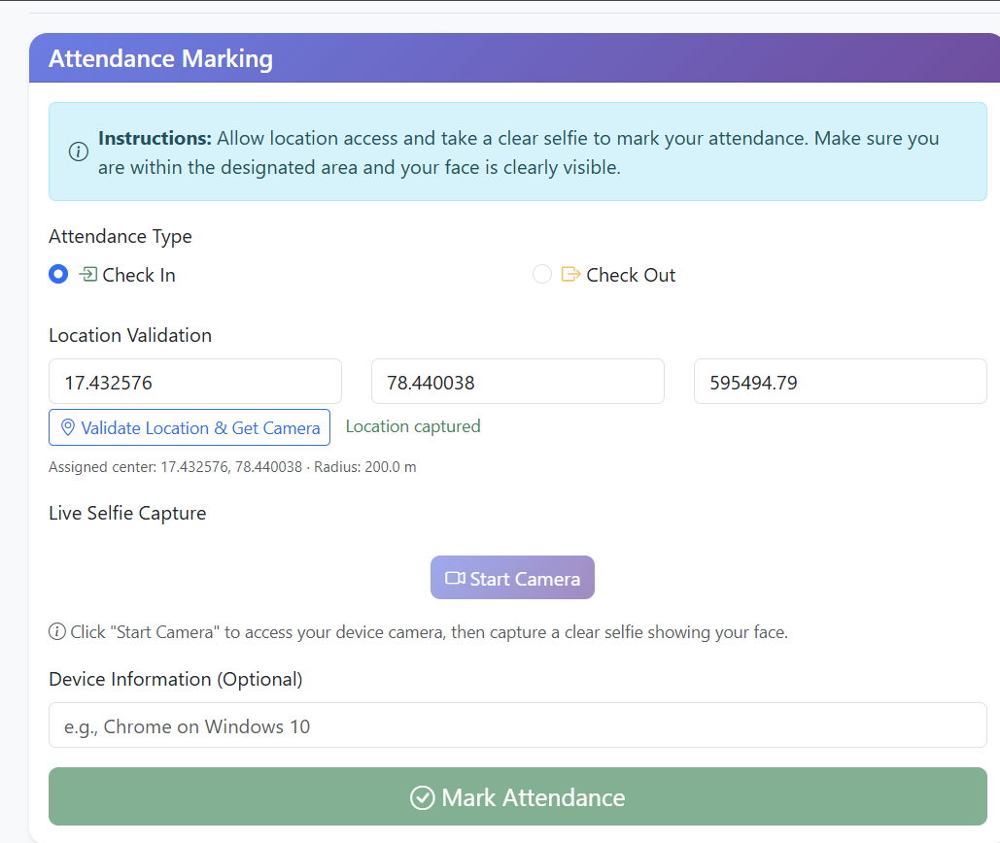 Attendance Marking
Instructions: Allow location access and take a clear selfie to mark your attendance. Make sure you
are within the designated area and your face is clearly visible.
Attendance Type
Check In
Check Out
Location Validation
17.432576
78.440038
595494.79
Validate Location & Get Camera
Location captured
Assigned center: 17.432576, 78.440038 · Radius: 200.0 m
Live Selfie Capture
Start Camera
Click "Start Camera" to access your device camera, then capture a clear selfie showing your face.
Device Information (Optional)
e.g., Chrome on Windows 10
Mark Attendance